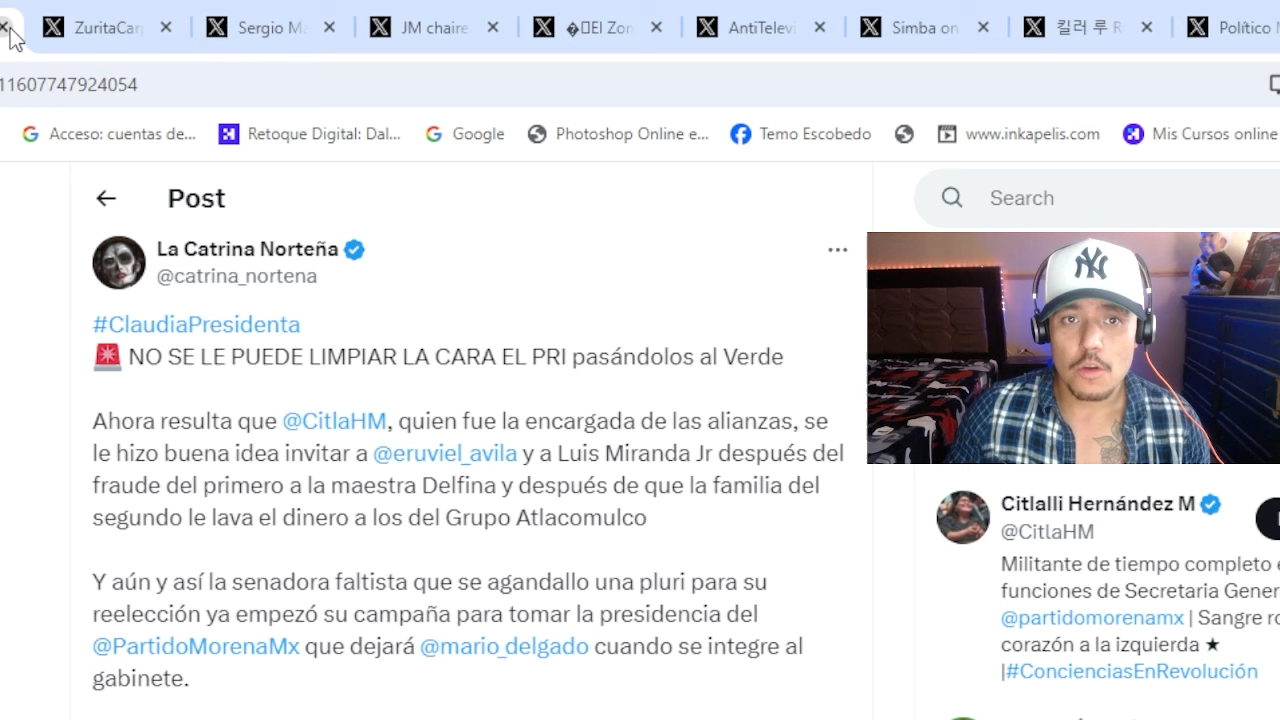 ZuritaCar
Sergio Ma
JM chaire
El Zon
AntiTelevi
Simba on
킬러 루 R
Político
11607747924054
Acceso: cuentas de...
Retoque Digital: Dal...
Google
Photoshop Online e...
Temo Escobedo
www.inkapelis.com
Mis Cursos online
Post
Search
La Catrina Norteña
@catrina_nortena
#ClaudiaPresidenta
🚨 NO SE LE PUEDE LIMPIAR LA CARA EL PRI pasándolos al Verde
Ahora resulta que @CitlaHM, quien fue la encargada de las alianzas, se
le hizo buena idea invitar a @eruviel_avila y a Luis Miranda Jr después del
fraude del primero a la maestra Delfina y después de que la familia del
segundo le lava el dinero a los del Grupo Atlacomulco
Y aún y así la senadora faltista que se agandallo una pluri para su
reelección ya empezó su campaña para tomar la presidencia del
@PartidoMorenaMx que dejará @mario_delgado cuando se integre al
gabinete.
NY
Citlalli Hernández M
@CitlaHM
Militante de tiempo completo e
funciones de Secretaria Gener
@partidomorenamx | Sangre ro
corazón a la izquierda ★
|#ConcienciasEnRevolución